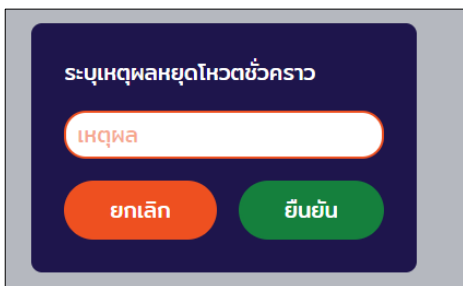 ระบุเหตุผลหยุดโหวตชั่วคราว
เหตุผล
ยกเลิก
ยืนยัน